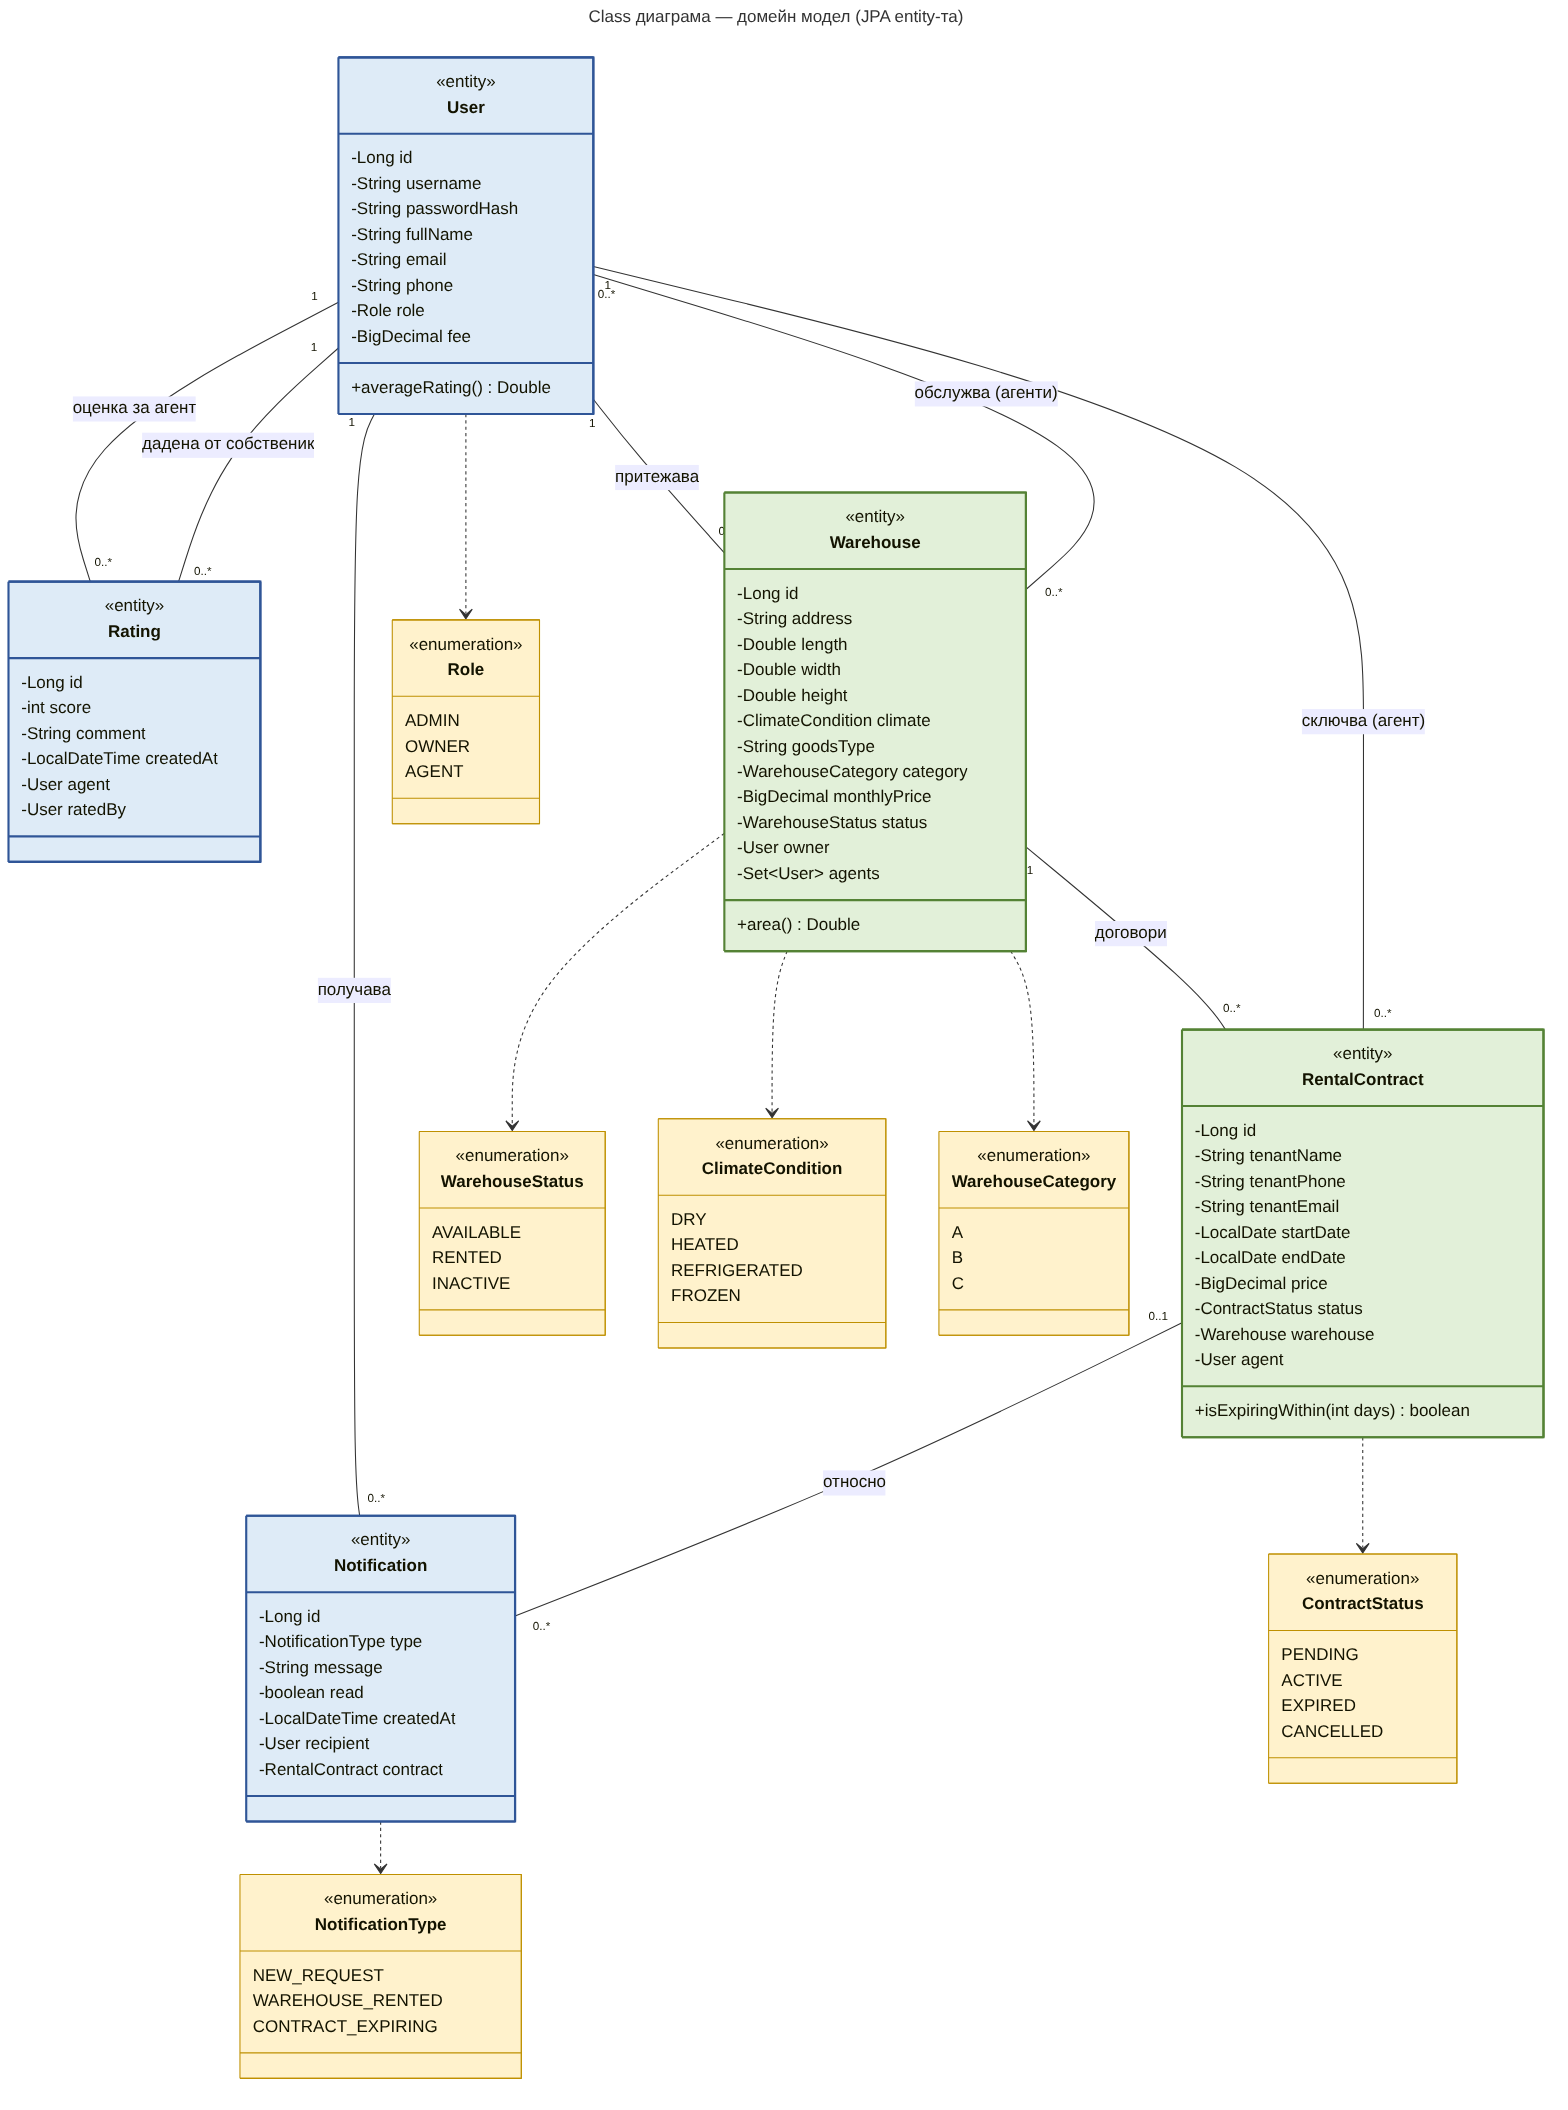 Class диаграма — домейн модел (JPA entity-та)
«entity»
User
-Long id
-String username
-String passwordHash
-String fullName
-String email
-String phone
-Role role
-BigDecimal fee
+averageRating() : Double
1
1
1
1
1
0..*
оценка за агент
дадена от собственик
притежава
обслужва (агенти)
0..*
0..*
0..*
«entity»
Rating
-Long id
-int score
-String comment
-LocalDateTime createdAt
-User agent
-User ratedBy
«enumeration»
Role
ADMIN
OWNER
AGENT
«entity»
Warehouse
-Long id
-String address
-Double length
-Double width
-Double height
-ClimateCondition climate
-String goodsType
-WarehouseCategory category
-BigDecimal monthlyPrice
-WarehouseStatus status
-User owner
-Set<User> agents
+area() : Double
сключва (агент)
1
договори
получава
0..*
0..*
«enumeration»
WarehouseStatus
AVAILABLE
RENTED
INACTIVE
«enumeration»
ClimateCondition
DRY
HEATED
REFRIGERATED
FROZEN
«enumeration»
WarehouseCategory
A
B
C
«entity»
RentalContract
-Long id
-String tenantName
-String tenantPhone
-String tenantEmail
-LocalDate startDate
-LocalDate endDate
-BigDecimal price
-ContractStatus status
-Warehouse warehouse
-User agent
+isExpiringWithin(int days) : boolean
0..1
относно
0..*
0..*
«entity»
Notification
-Long id
-NotificationType type
-String message
-boolean read
-LocalDateTime createdAt
-User recipient
-RentalContract contract
«enumeration»
ContractStatus
PENDING
ACTIVE
EXPIRED
CANCELLED
«enumeration»
NotificationType
NEW_REQUEST
WAREHOUSE_RENTED
CONTRACT_EXPIRING